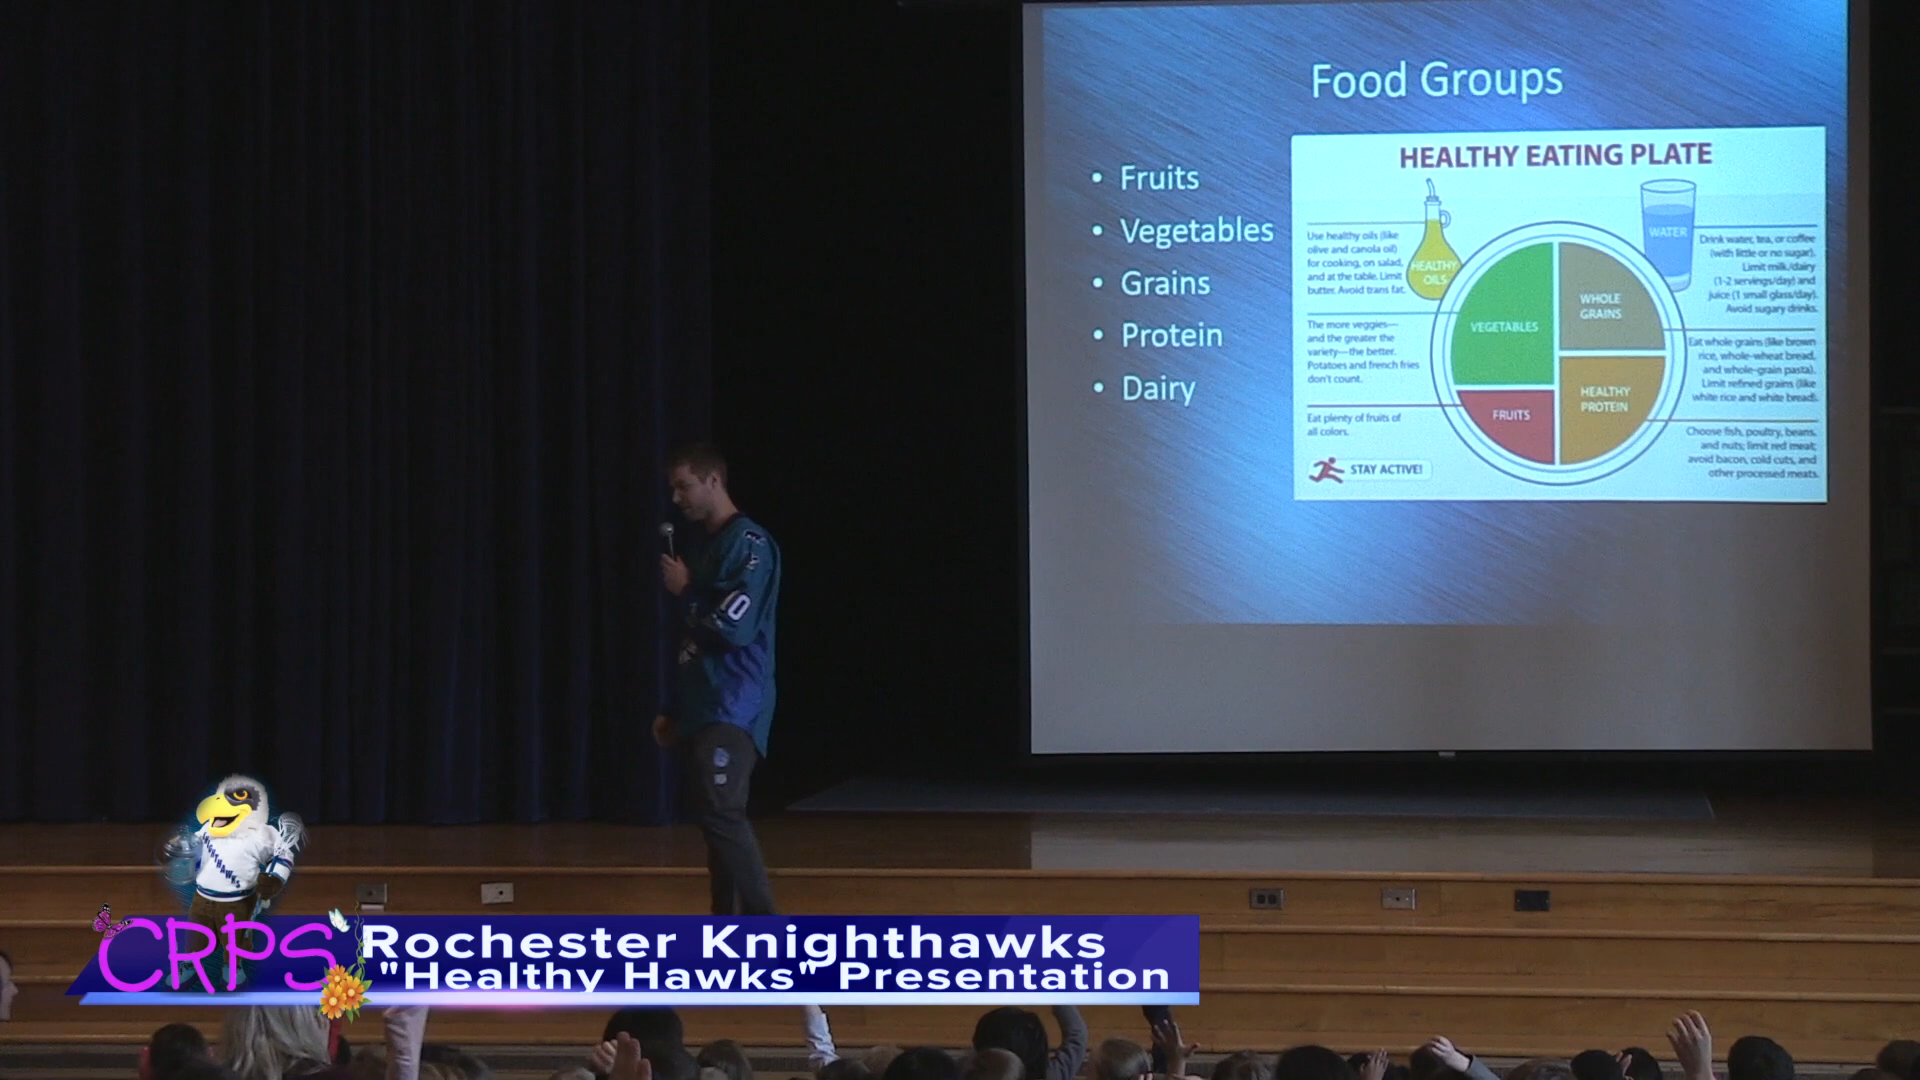 Food Groups
• Fruits
• Vegetables
• Grains
• Protein
• Dairy
HEALTHY EATING PLATE
Use healthy oils (like
olive and canola oil)
for cooking, on salad,
and at the table. Limit
butter. Avoid trans fat.
HEALTHY
OILS
WATER
Drink water, tea, or coffee
(with little or no sugar).
Limit milk/dairy
(1-2 servings/day) and
juice (1 small glass/day).
Avoid sugary drinks.
The more veggies—
and the greater the
variety—the better.
Potatoes and french fries
don't count.
VEGETABLES
WHOLE
GRAINS
Eat whole grains (like brown
rice, whole-wheat bread,
and whole-grain pasta).
Limit refined grains (like
white rice and white bread).
Eat plenty of fruits of
all colors.
FRUITS
HEALTHY
PROTEIN
Choose fish, poultry, beans,
and nuts; limit red meat;
avoid bacon, cold cuts, and
other processed meats.
STAY ACTIVE!
10
KNIGHTHAWKS
CRPS
Rochester Knighthawks
"Healthy Hawks" Presentation